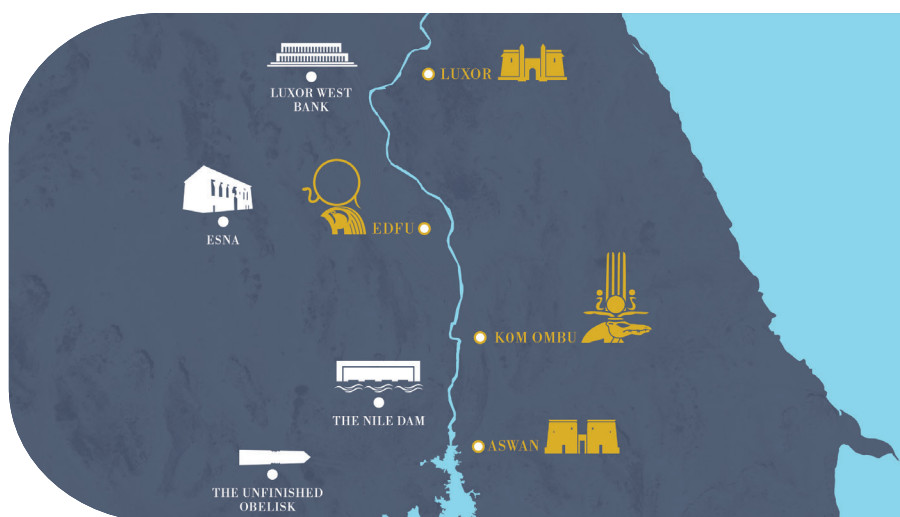 LUXOR WEST
BANK
LUXOR
ESNA
EDFU
KOM OMBU
THE NILE DAM
ASWAN
THE UNFINISHED
OBELISK